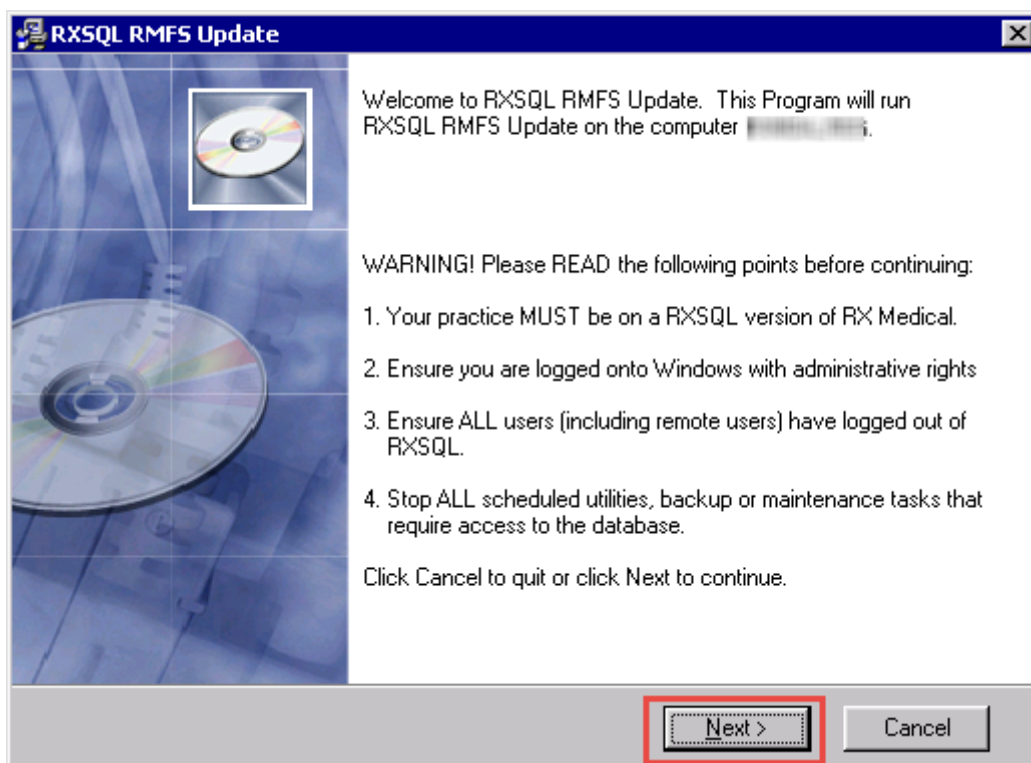 RXSQL RMFS Update
Welcome to RXSQL RMFS Update. This Program will run
RXSQL RMFS Update on the computer
WARNING! Please READ the following points before continuing:
1. Your practice MUST be on a RXSQL version of RX Medical.
2. Ensure you are logged onto Windows with administrative rights
3. Ensure ALL users (including remote users) have logged out of
RXSQL.
4. Stop ALL scheduled utilities, backup or maintenance tasks that
require access to the database.
Click Cancel to quit or click Next to continue.
Next >
Cancel